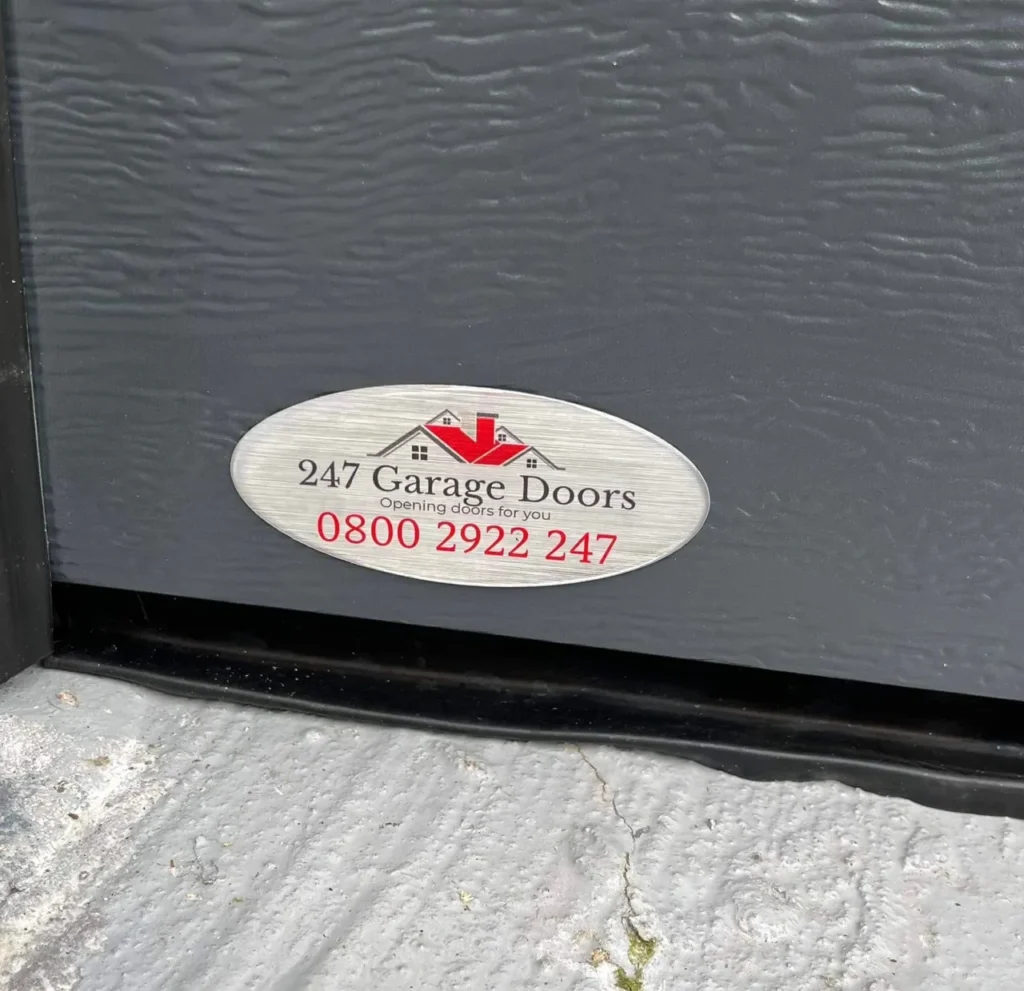 247 Garage Doors
Opening doors for you
0800 2922 247